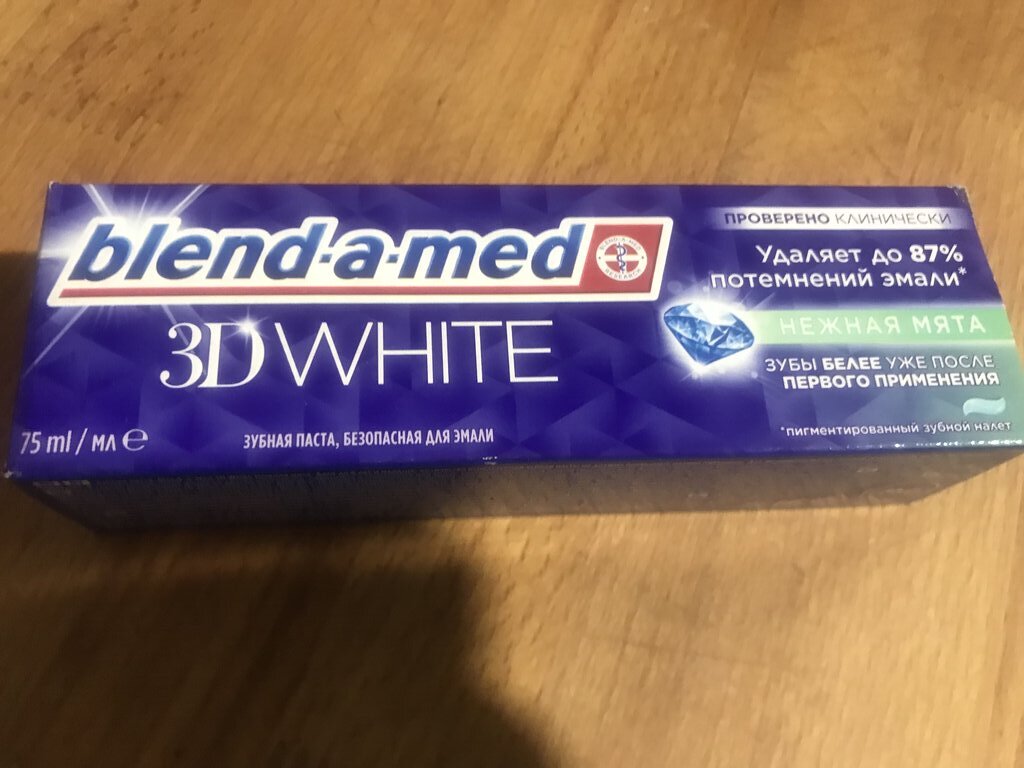 blend-a-med
3D WHITE
75 ml / мл e
ЗУБНАЯ ПАСТА, БЕЗОПАСНАЯ ДЛЯ ЭМАЛИ
ПРОВЕРЕНО КЛИНИЧЕСКИ
Удаляет до 87%
потемнений эмали*
НЕЖНАЯ МЯТА
ЗУБЫ БЕЛЕЕ УЖЕ ПОСЛЕ
ПЕРВОГО ПРИМЕНЕНИЯ
*пигментированный зубной налет